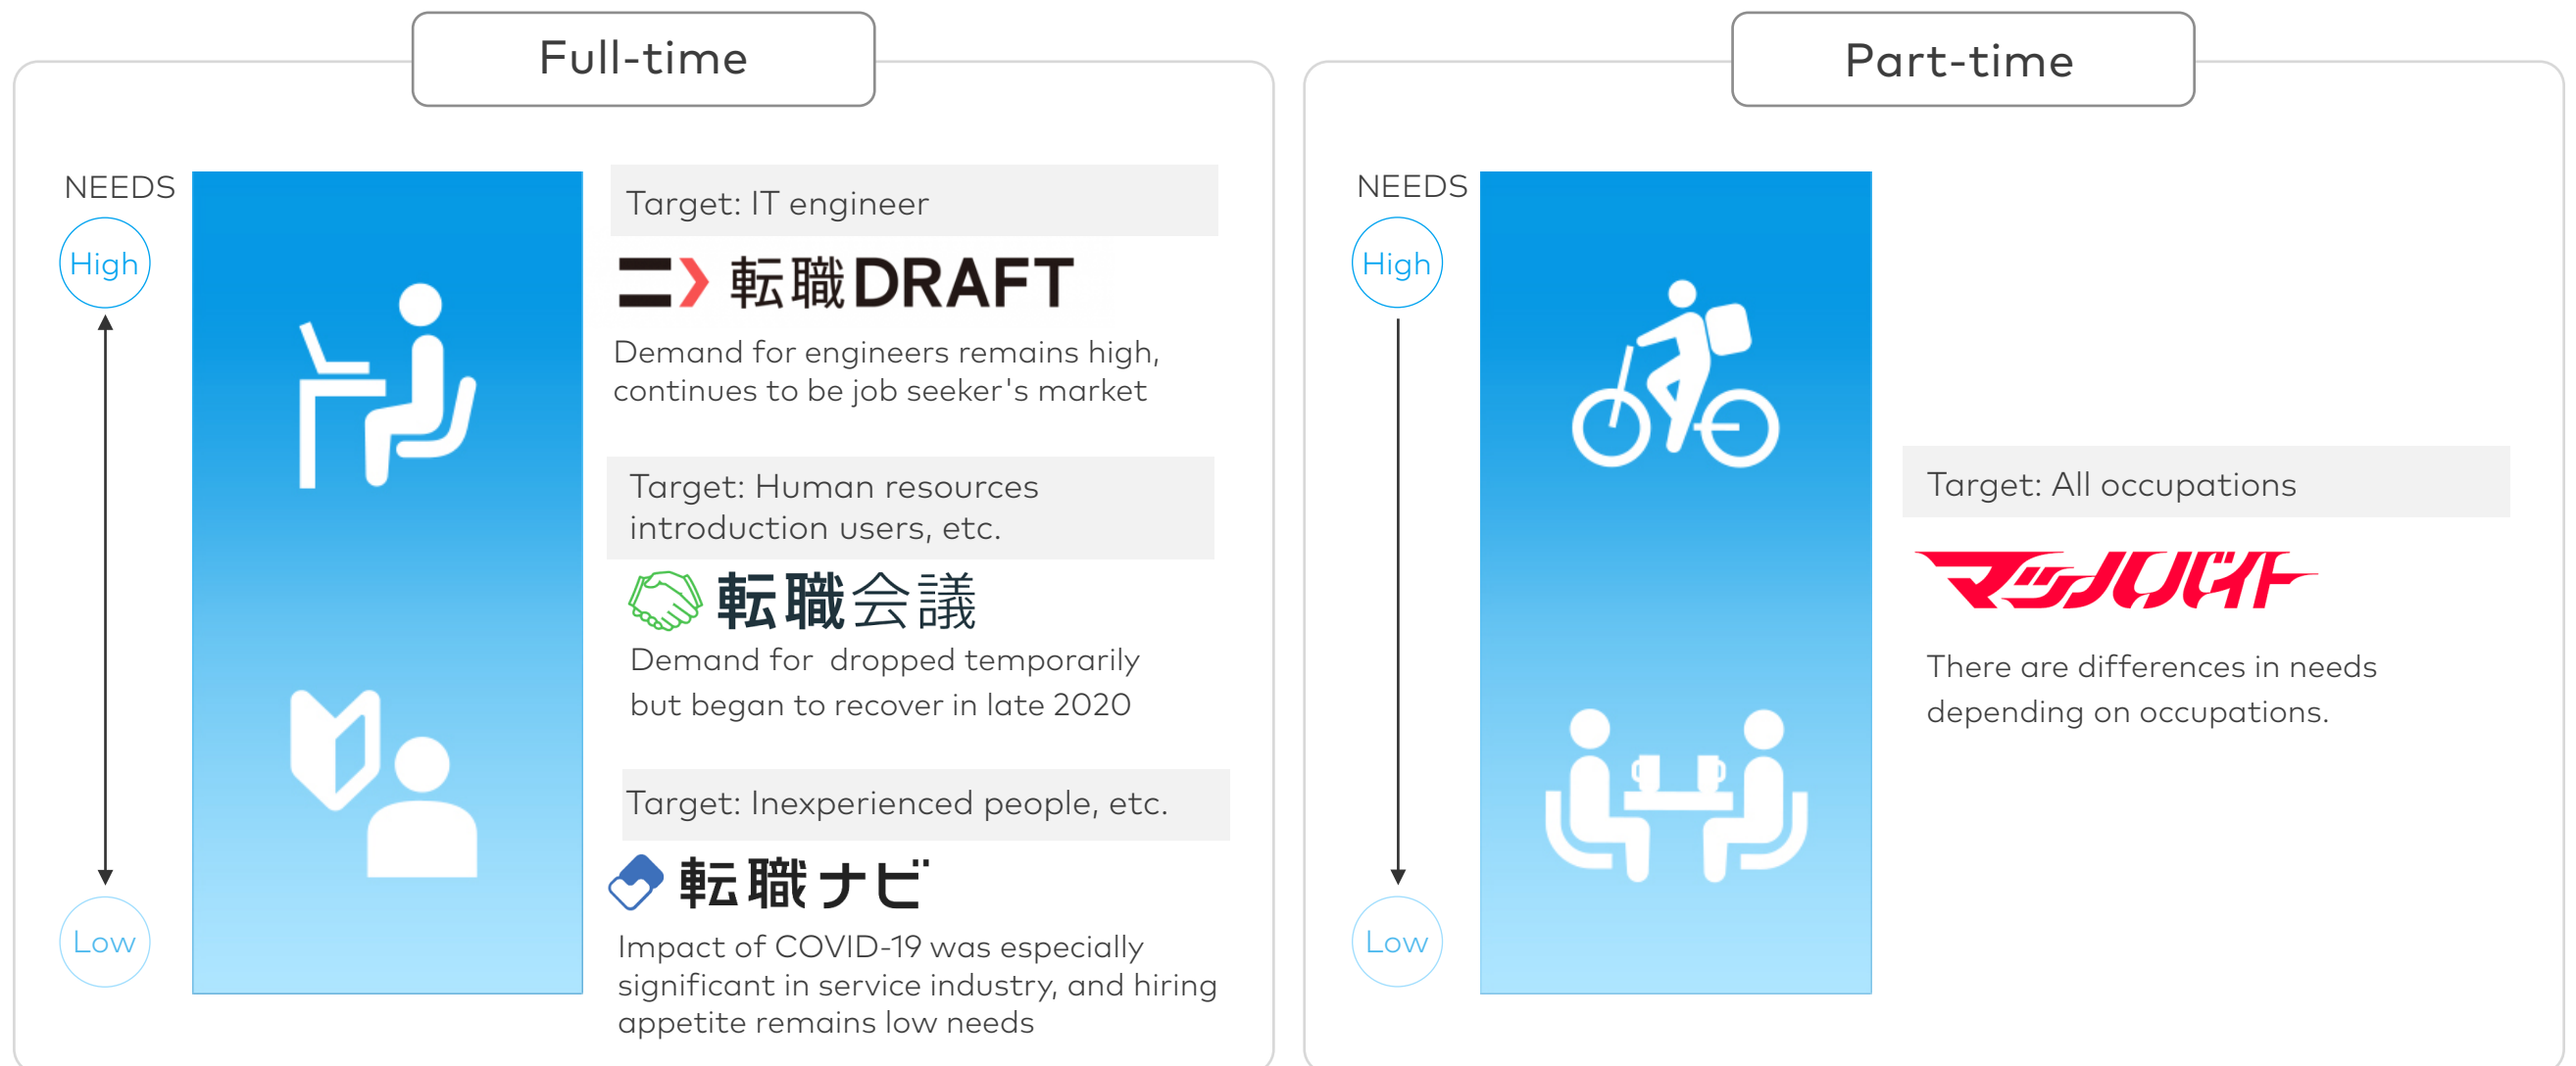 Full-time
NEEDS
High
Low
Target: IT engineer
転職DRAFT
Demand for engineers remains high,
continues to be job seeker's market
Target: Human resources
introduction users, etc.
転職会議
Demand for dropped temporarily
but began to recover in late 2020
Target: Inexperienced people, etc.
転職ナビ
Impact of COVID-19 was especially
significant in service industry, and hiring
appetite remains low needs
Part-time
NEEDS
High
Low
Target: All occupations
マッハバイト
There are differences in needs
depending on occupations.